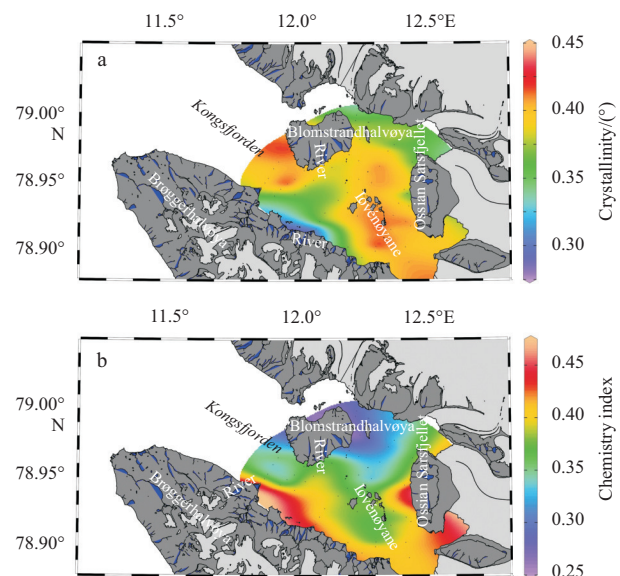 11.5° 12.0° 12.5°E
a
79.00°
N
78.95°
78.90°
Kongsfjorden
Blomstrandhalvøya
River
Ossian Sarsfjellet
Lovénøyane
Brøggerhalvøya
River
0.45
0.40
0.35
0.30
Crystallinity/(°)
11.5° 12.0° 12.5°E
b
79.00°
N
78.95°
78.90°
Kongsfjorden
Blomstrandhalvøya
River
Ossian Sarsfjellet
Lovénøyane
River
Brøggerhalvøya
0.45
0.40
0.35
0.30
0.25
Chemistry index